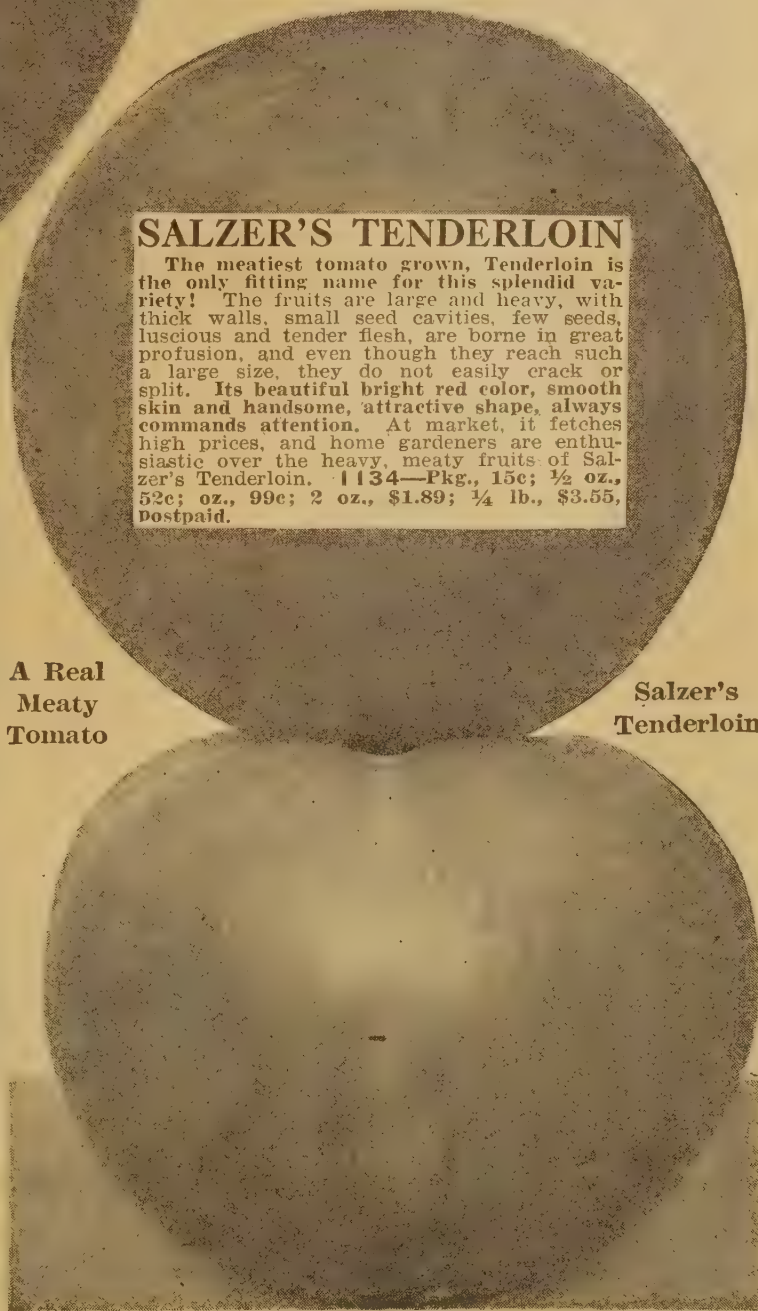 SALZER'S TENDERLOIN
The meatiest tomato grown, Tenderloin is
the only fitting name for this splendid va-
riety! The fruits are large and heavy, with
thick walls, small seed cavities, few seeds,
luscious and tender flesh, are borne in great
profusion, and even though they reach such
a large size, they do not easily crack or
split. Its beautiful bright red color, smooth
skin and handsome, attractive shape, always
commands attention. At market, it fetches
high prices, and home gardeners are enthu-
siastic over the heavy, meaty fruits of Sal-
zer's Tenderloin. 1134—Pkg., 15c; ½ oz.,
52c; oz., 99c; 2 oz., $1.89; ¼ lb., $3.55,
Postpaid.
A Real
Meaty
Tomato
Salzer's
Tenderloin